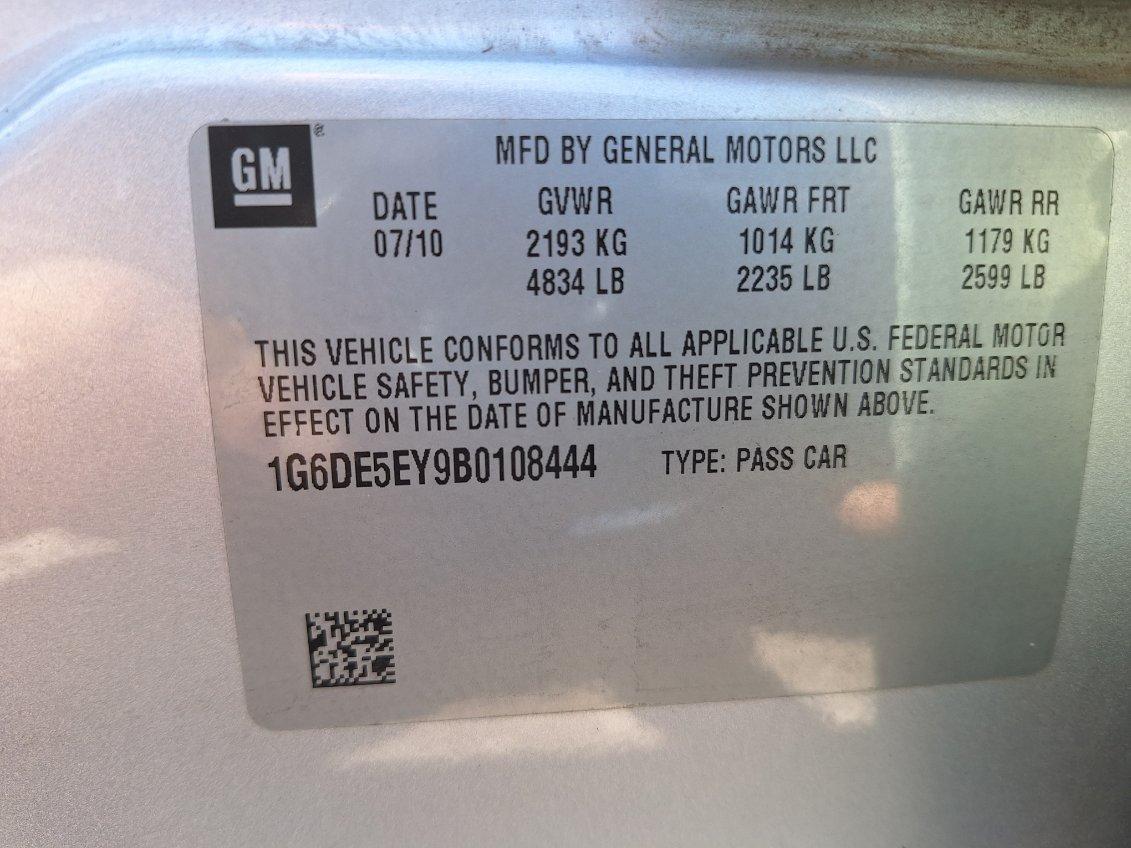 GM ®
MFD BY GENERAL MOTORS LLC
DATE GVWR GAWR FRT GAWR RR
07/10 2193 KG 1014 KG 1179 KG
4834 LB 2235 LB 2599 LB
THIS VEHICLE CONFORMS TO ALL APPLICABLE U.S. FEDERAL MOTOR
VEHICLE SAFETY, BUMPER, AND THEFT PREVENTION STANDARDS IN
EFFECT ON THE DATE OF MANUFACTURE SHOWN ABOVE.
1G6DE5EY9B0108444 TYPE: PASS CAR